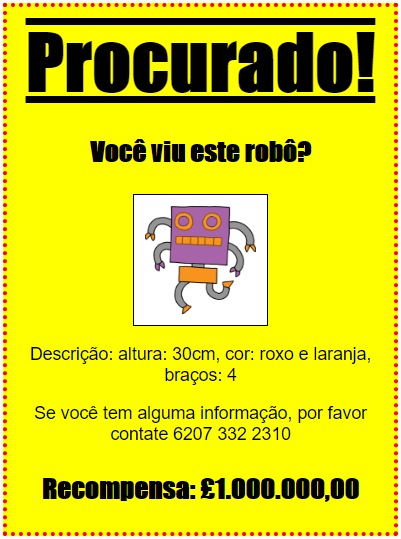 Procurado!
Você viu este robô?
Descrição: altura: 30cm, cor: roxo e laranja,
braços: 4
Se você tem alguma informação, por favor
contate 6207 332 2310
Recompensa: £1.000.000,00